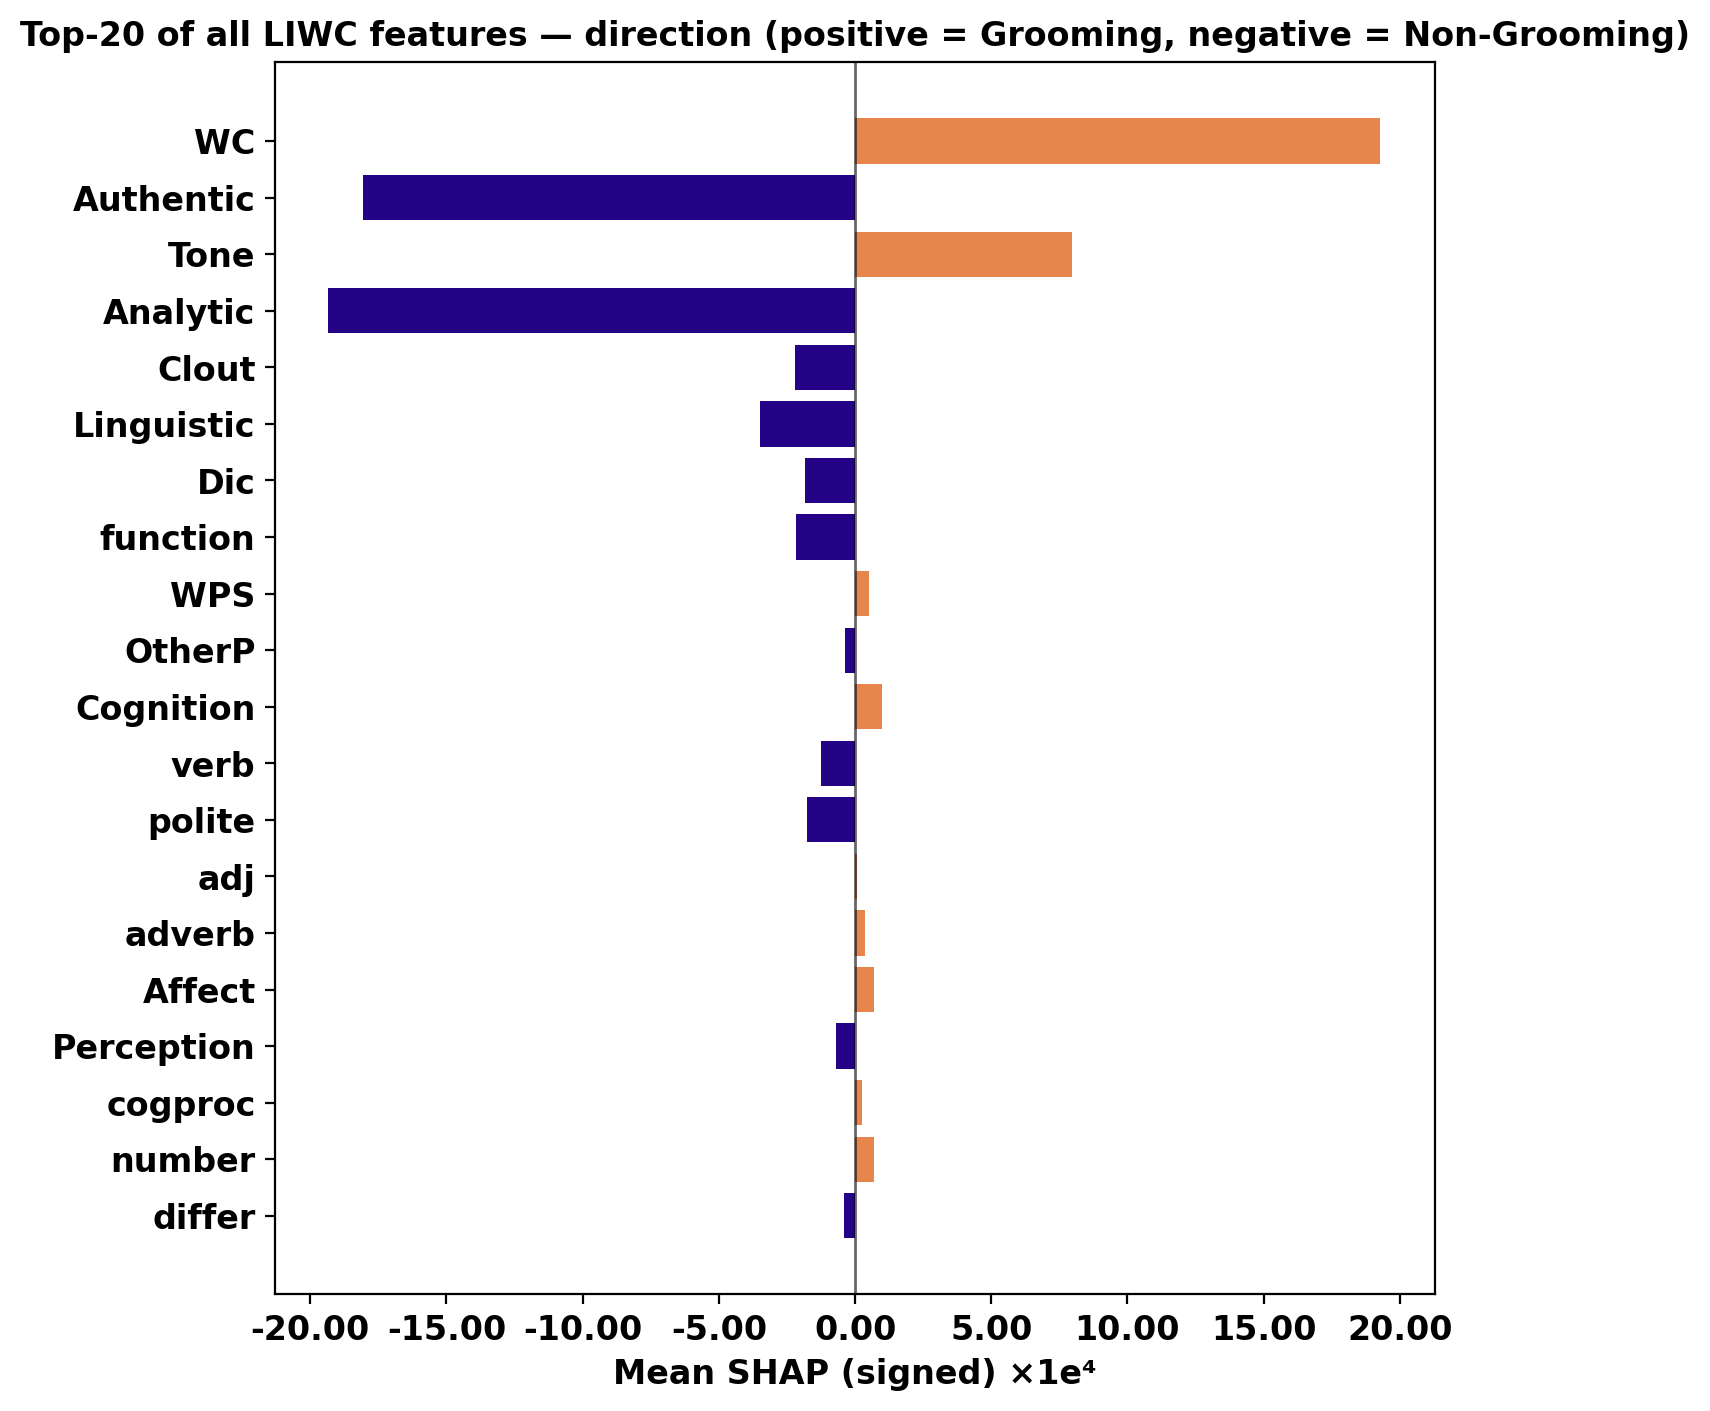 Top-20 of all LIWC features — direction (positive = Grooming, negative = Non-Grooming)
WC
Authentic
Tone
Analytic
Clout
Linguistic
Dic
function
WPS
OtherP
Cognition
verb
polite
adj
adverb
Affect
Perception
cogproc
number
differ
-20.00 -15.00 -10.00 -5.00 0.00 5.00 10.00 15.00 20.00
Mean SHAP (signed) ×1e⁴